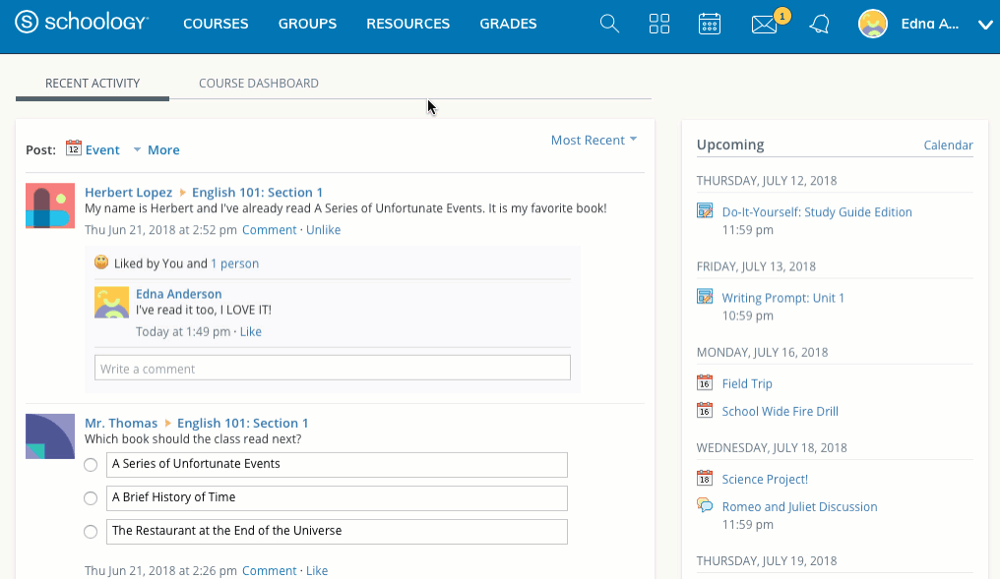 S schoology
COURSES GROUPS RESOURCES GRADES 1 Edna A...
RECENT ACTIVITY COURSE DASHBOARD
Post: 12 Event More
Most Recent
Herbert Lopez English 101: Section 1
My name is Herbert and I've already read A Series of Unfortunate Events. It is my favorite book!
Thu Jun 21, 2018 at 2:52 pm Comment · Unlike
Liked by You and 1 person
Edna Anderson
I've read it too, I LOVE IT!
Today at 1:49 pm · Like
Write a comment
Mr. Thomas English 101: Section 1
Which book should the class read next?
A Series of Unfortunate Events
A Brief History of Time
The Restaurant at the End of the Universe
Thu Jun 21, 2018 at 2:26 pm Comment · Like
Upcoming Calendar
THURSDAY, JULY 12, 2018
Do-It-Yourself: Study Guide Edition
11:59 pm
FRIDAY, JULY 13, 2018
Writing Prompt: Unit 1
10:59 pm
MONDAY, JULY 16, 2018
16 Field Trip
16 School Wide Fire Drill
WEDNESDAY, JULY 18, 2018
18 Science Project!
Romeo and Juliet Discussion
11:59 pm
THURSDAY, JULY 19, 2018